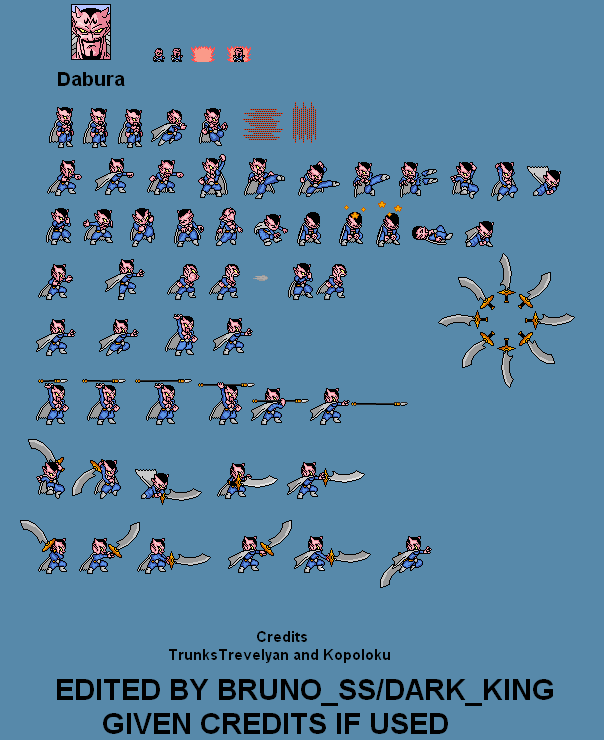 Dabura
Credits
TrunksTrevelyan and Kopoloku
EDITED BY BRUNO_SS/DARK_KING
GIVEN CREDITS IF USED